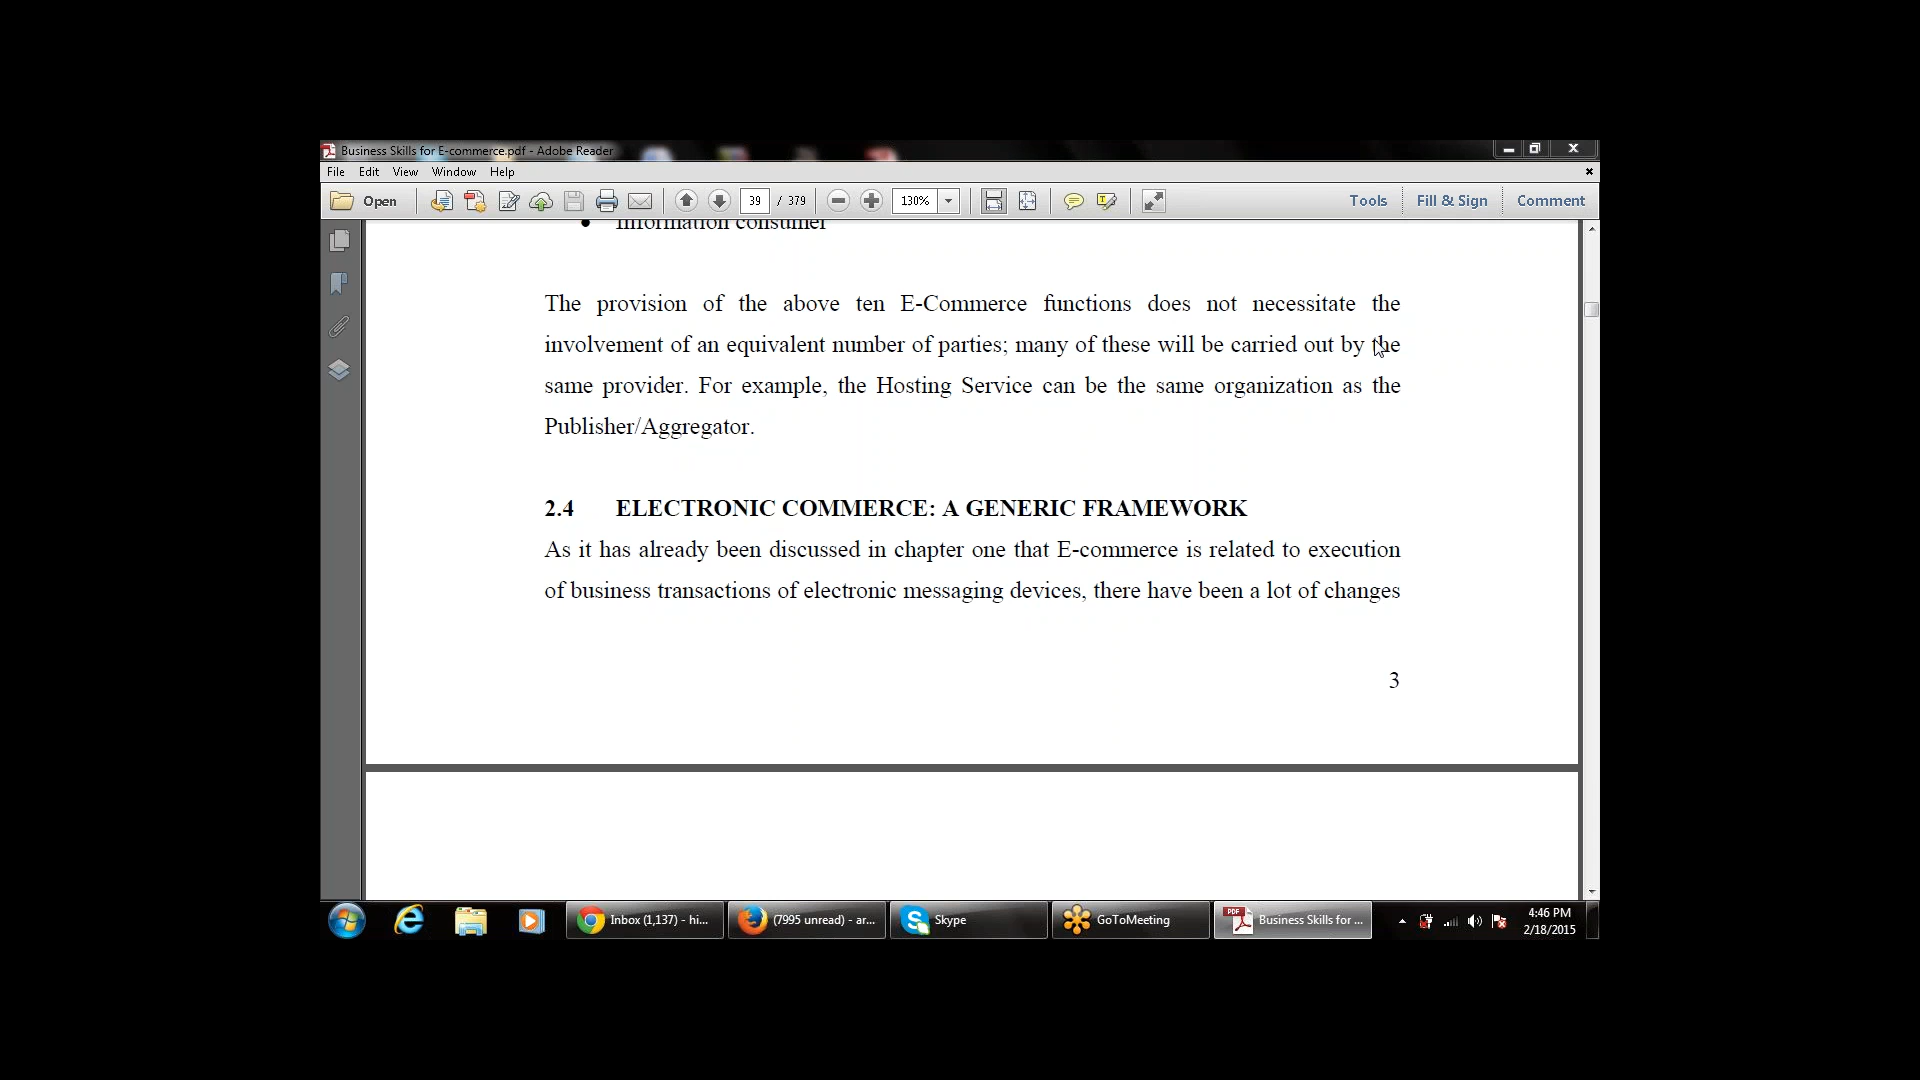 Business Skills for E-commerce.pdf - Adobe Reader
File Edit View Window Help
Open 39 / 379 130% Tools Fill & Sign Comment
• Information consumer
The provision of the above ten E-Commerce functions does not necessitate the
involvement of an equivalent number of parties; many of these will be carried out by the
same provider. For example, the Hosting Service can be the same organization as the
Publisher/Aggregator.
2.4 ELECTRONIC COMMERCE: A GENERIC FRAMEWORK
As it has already been discussed in chapter one that E-commerce is related to execution
of business transactions of electronic messaging devices, there have been a lot of changes
3
Inbox (1,137) - hi... (7995 unread) - ar... Skype GoToMeeting Business Skills for ... 4:46 PM
2/18/2015